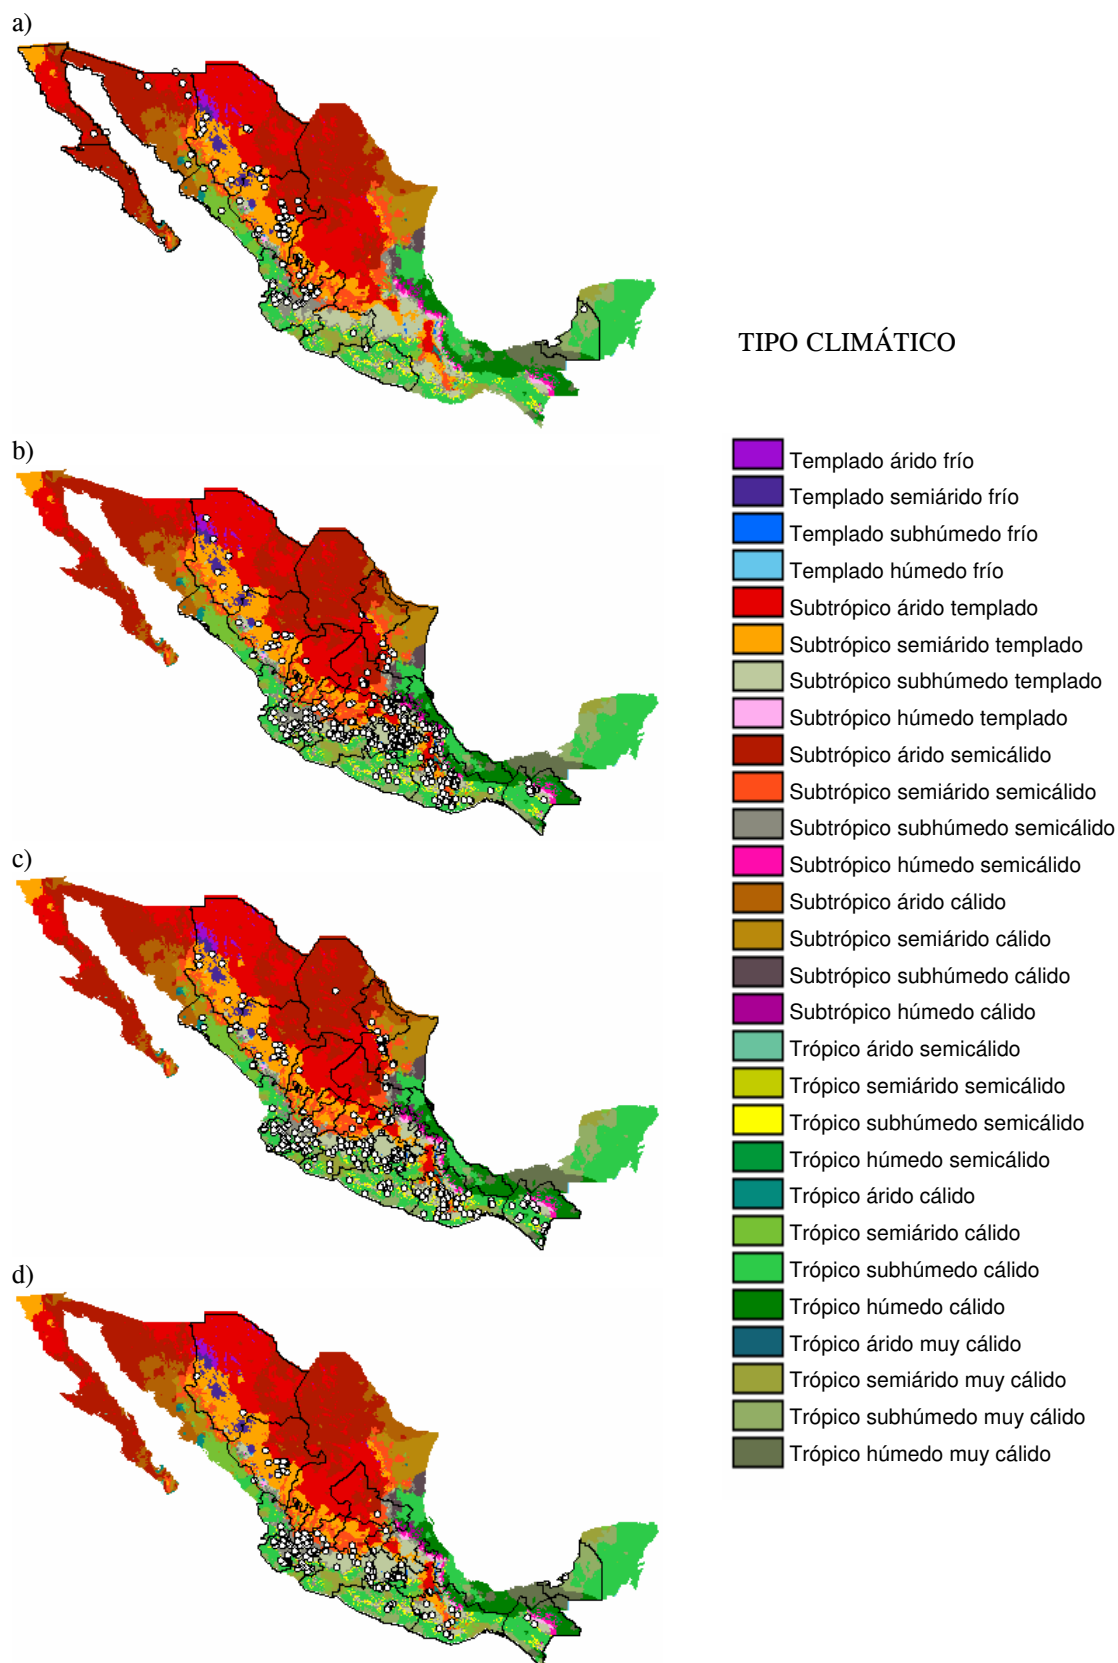 a)
b)
c)
d)
TIPO CLIMÁTICO
Templado árido frío
Templado semiárido frío
Templado subhúmedo frío
Templado húmedo frío
Subtrópico árido templado
Subtrópico semiárido templado
Subtrópico subhúmedo templado
Subtrópico húmedo templado
Subtrópico árido semicálido
Subtrópico semiárido semicálido
Subtrópico subhúmedo semicálido
Subtrópico húmedo semicálido
Subtrópico árido cálido
Subtrópico semiárido cálido
Subtrópico subhúmedo cálido
Subtrópico húmedo cálido
Trópico árido semicálido
Trópico semiárido semicálido
Trópico subhúmedo semicálido
Trópico húmedo semicálido
Trópico árido cálido
Trópico semiárido cálido
Trópico subhúmedo cálido
Trópico húmedo cálido
Trópico árido muy cálido
Trópico semiárido muy cálido
Trópico subhúmedo muy cálido
Trópico húmedo muy cálido